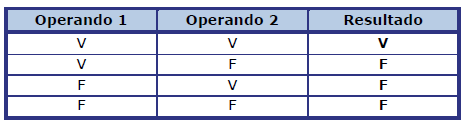 Operando 1 Operando 2 Resultado
V V V
V F F
F V F
F F F